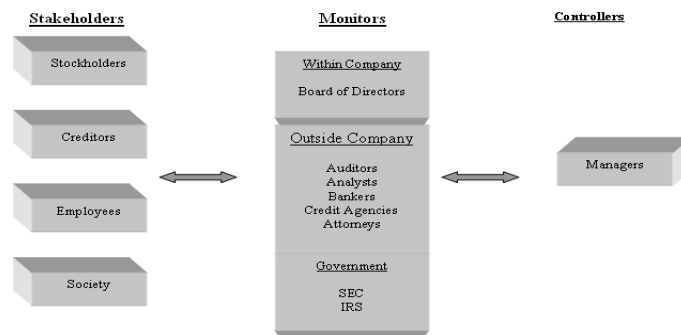 Stakeholders
Stockholders
Creditors
Employees
Society
Monitors
Within Company
Board of Directors
Outside Company
Auditors
Analysts
Bankers
Credit Agencies
Attorneys
Government
SEC
IRS
Controllers
Managers